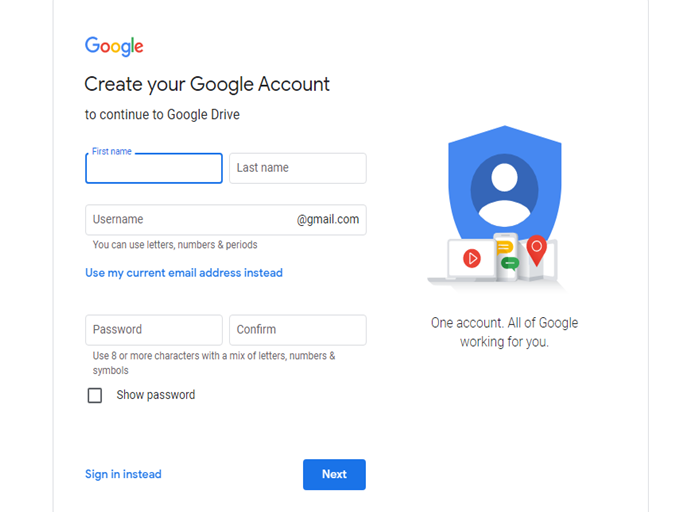 Google
Create your Google Account
to continue to Google Drive
First name
Last name
Username @gmail.com
You can use letters, numbers & periods
Use my current email address instead
Password Confirm
Use 8 or more characters with a mix of letters, numbers &
symbols
Show password
Sign in instead Next
One account. All of Google
working for you.